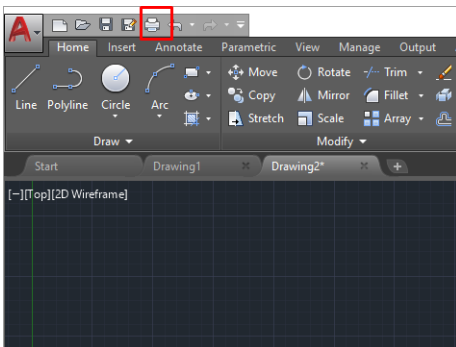 A
Home Insert Annotate Parametric View Manage Output
Line Polyline Circle Arc
Move Rotate Trim
Copy Mirror Fillet
Stretch Scale Array
Draw Modify
Start Drawing1 Drawing2*
[−][Top][2D Wireframe]